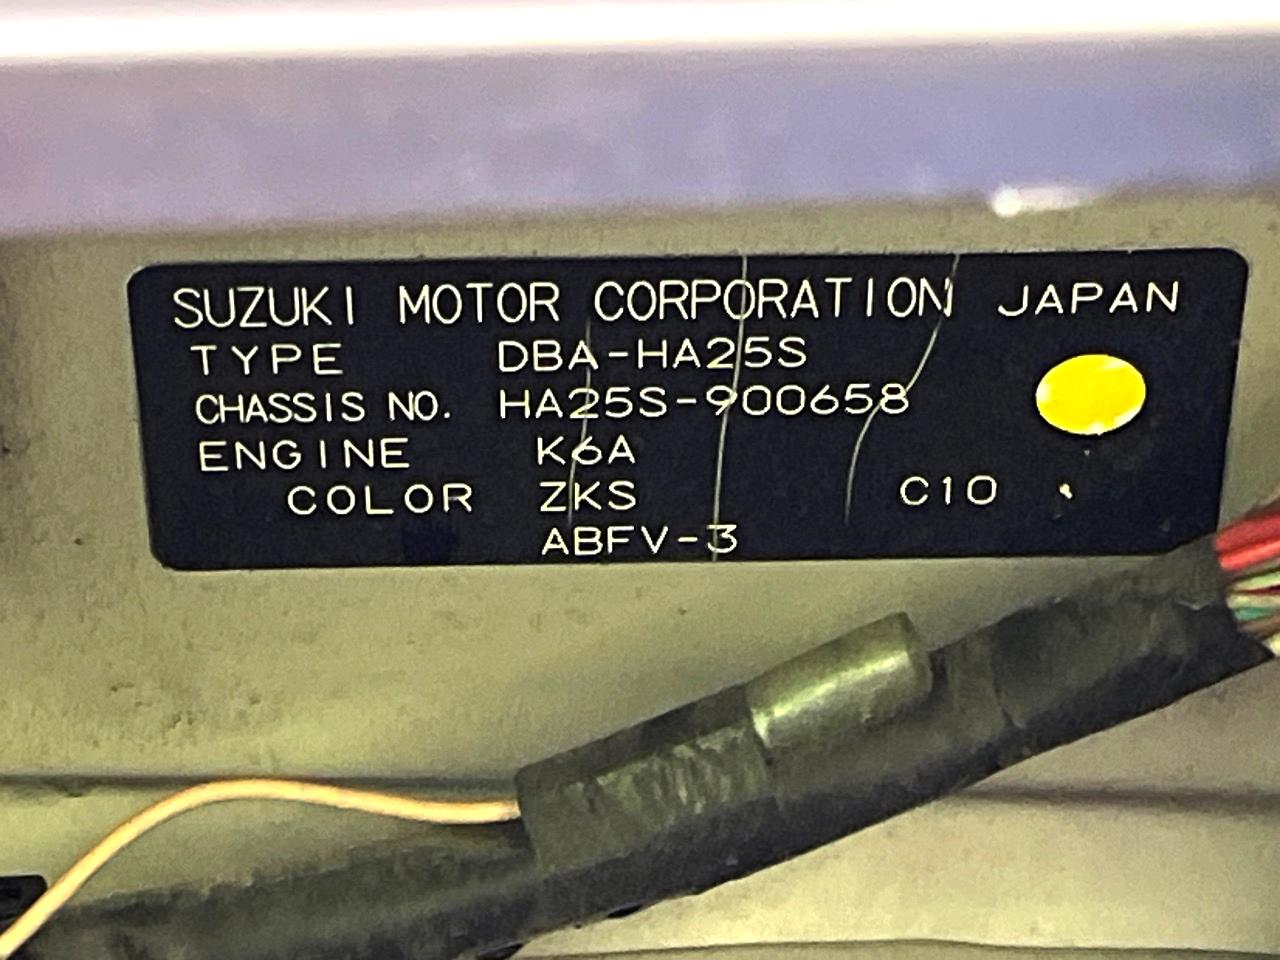 SUZUKI MOTOR CORPORATION JAPAN
TYPE DBA-HA25S
CHASSIS NO. HA25S-900658
ENGINE K6A
COLOR ZKS C10
ABFV-3